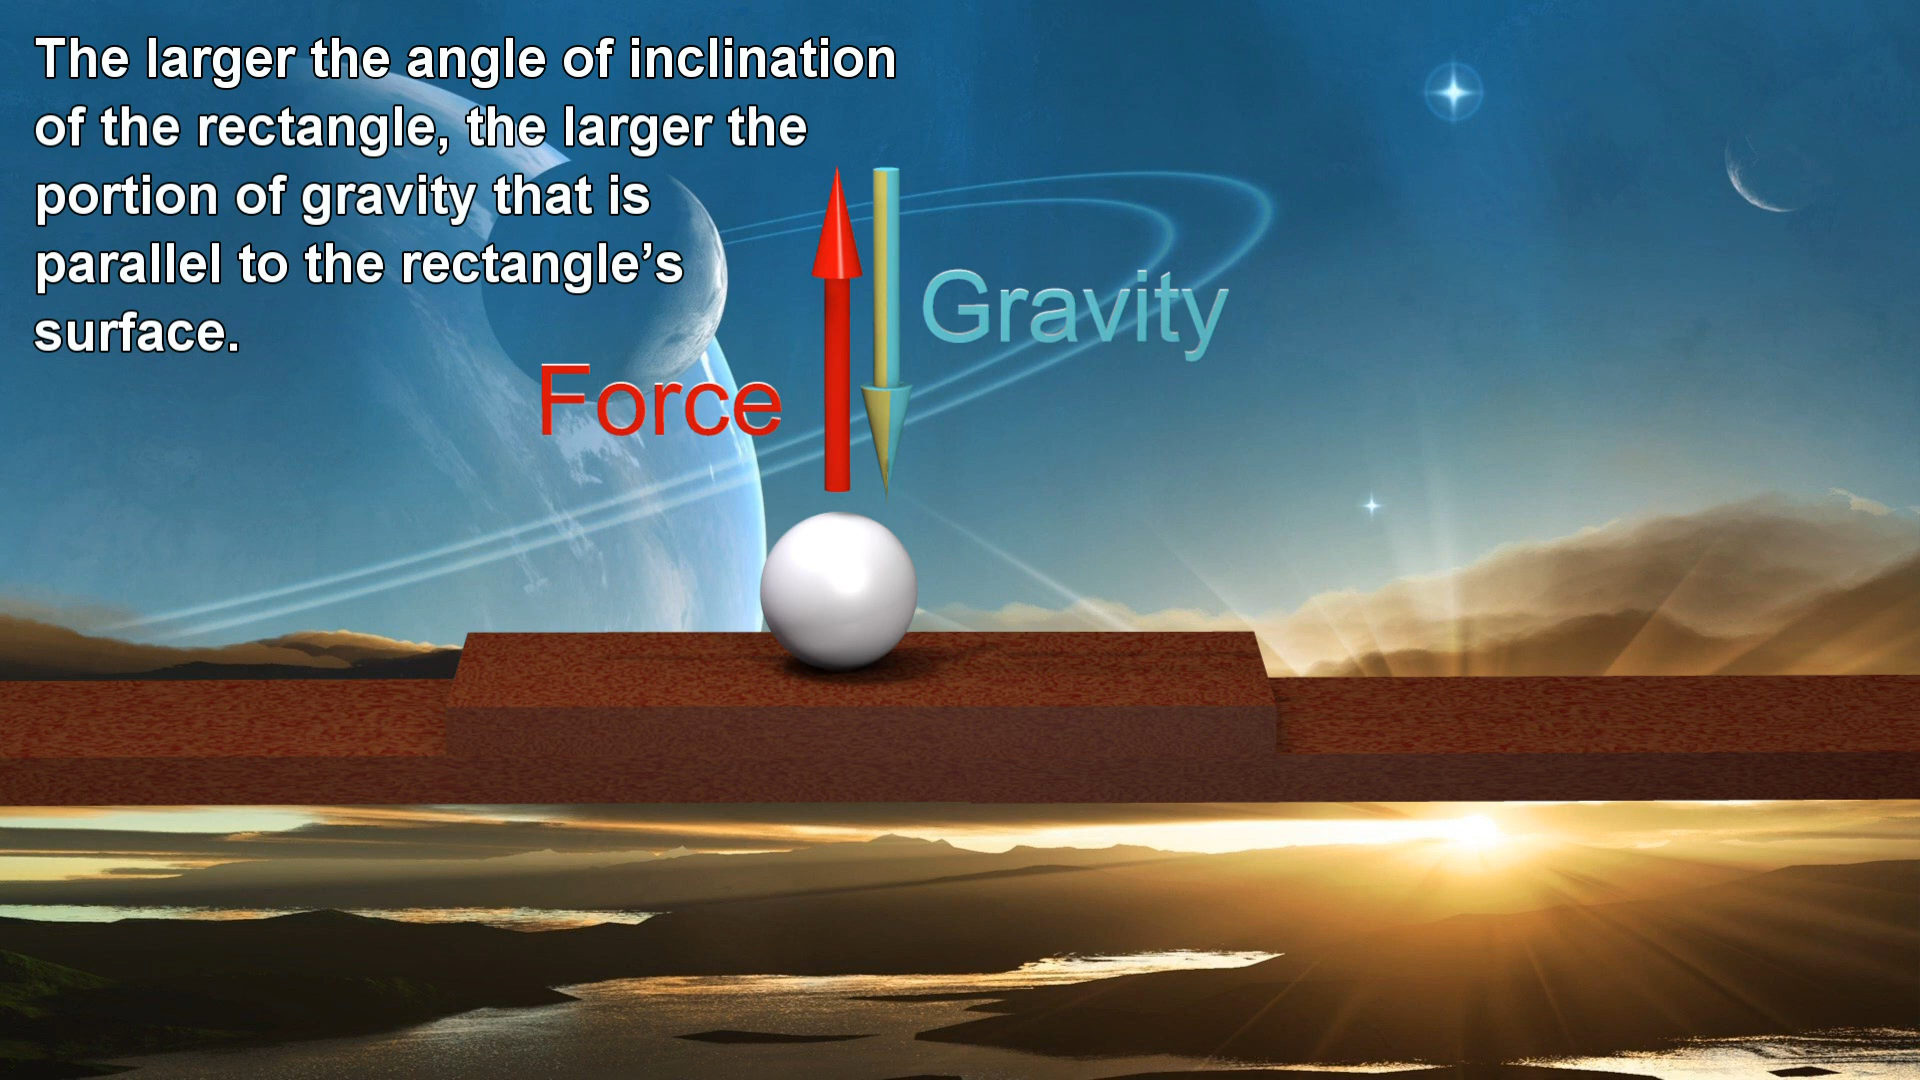 The larger the angle of inclination
of the rectangle, the larger the
portion of gravity that is
parallel to the rectangle’s
surface.
Gravity
Force